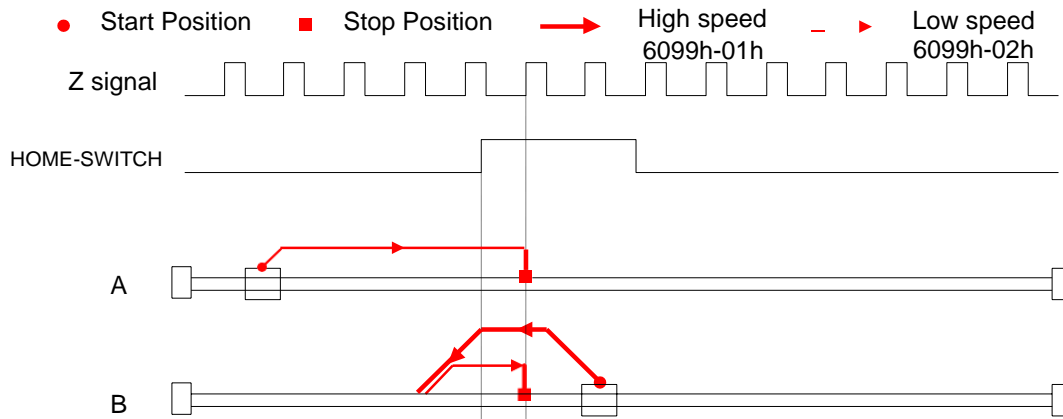 Start Position
Stop Position
High speed
6099h-01h
Low speed
6099h-02h
Z signal
HOME-SWITCH
A
B